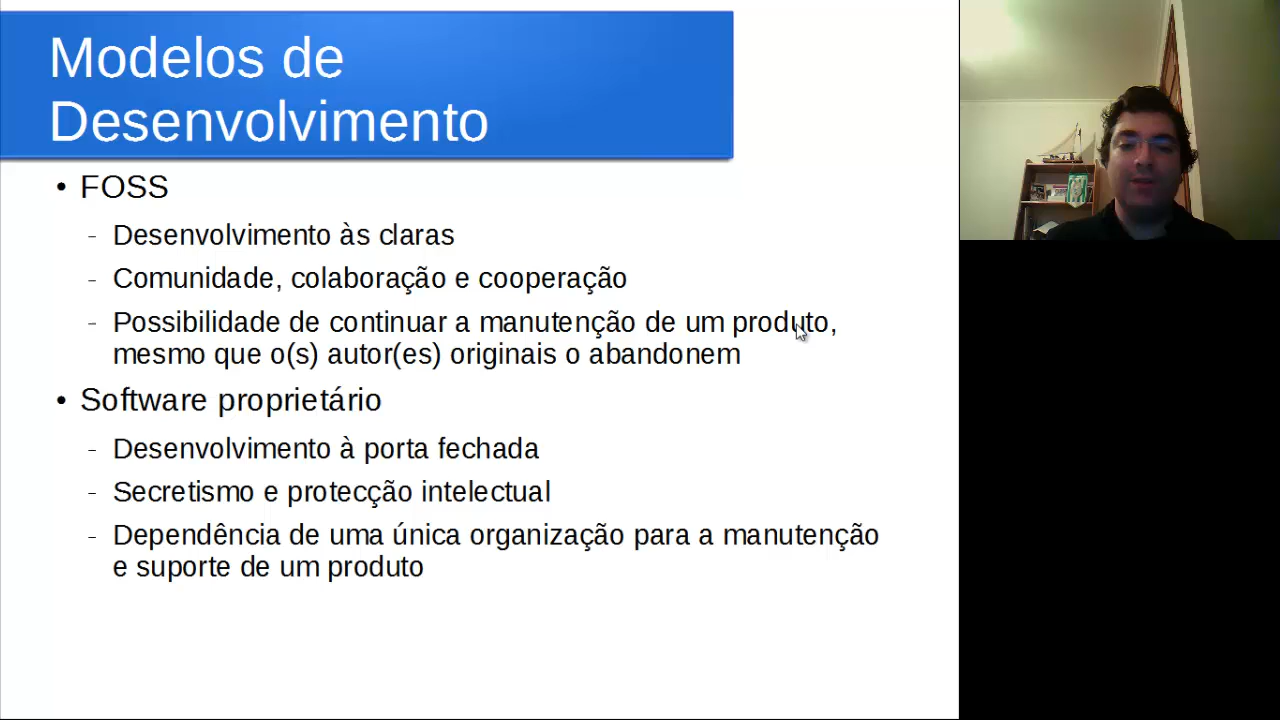 Modelos de
Desenvolvimento
• FOSS
– Desenvolvimento às claras
– Comunidade, colaboração e cooperação
– Possibilidade de continuar a manutenção de um produto,
mesmo que o(s) autor(es) originais o abandonem
• Software proprietário
– Desenvolvimento à porta fechada
– Secretismo e protecção intelectual
– Dependência de uma única organização para a manutenção
e suporte de um produto